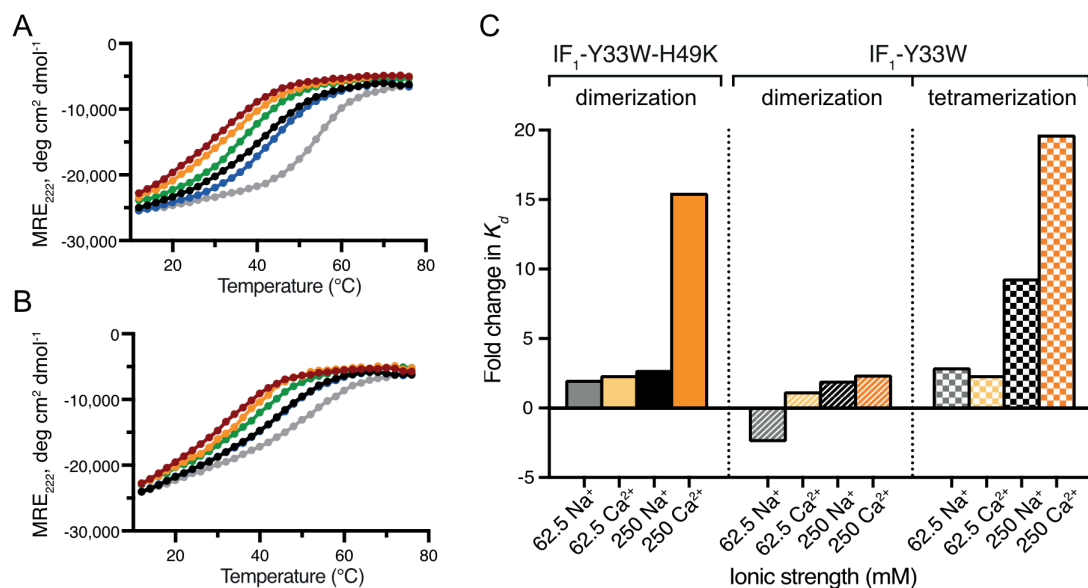 A
0
-10,000
-20,000
-30,000
MRE222, deg cm2 dmol-1
20
40
60
80
Temperature (°C)
B
0
-10,000
-20,000
-30,000
MRE222, deg cm2 dmol-1
20
40
60
80
Temperature (°C)
C
IF1-Y33W-H49K
IF1-Y33W
dimerization
dimerization
tetramerization
20
15
10
5
0
-5
Fold change in Kd
62.5 Na+
62.5 Ca2+
250 Na+
250 Ca2+
62.5 Na+
62.5 Ca2+
250 Na+
250 Ca2+
62.5 Na+
62.5 Ca2+
250 Na+
250 Ca2+
Ionic strength (mM)